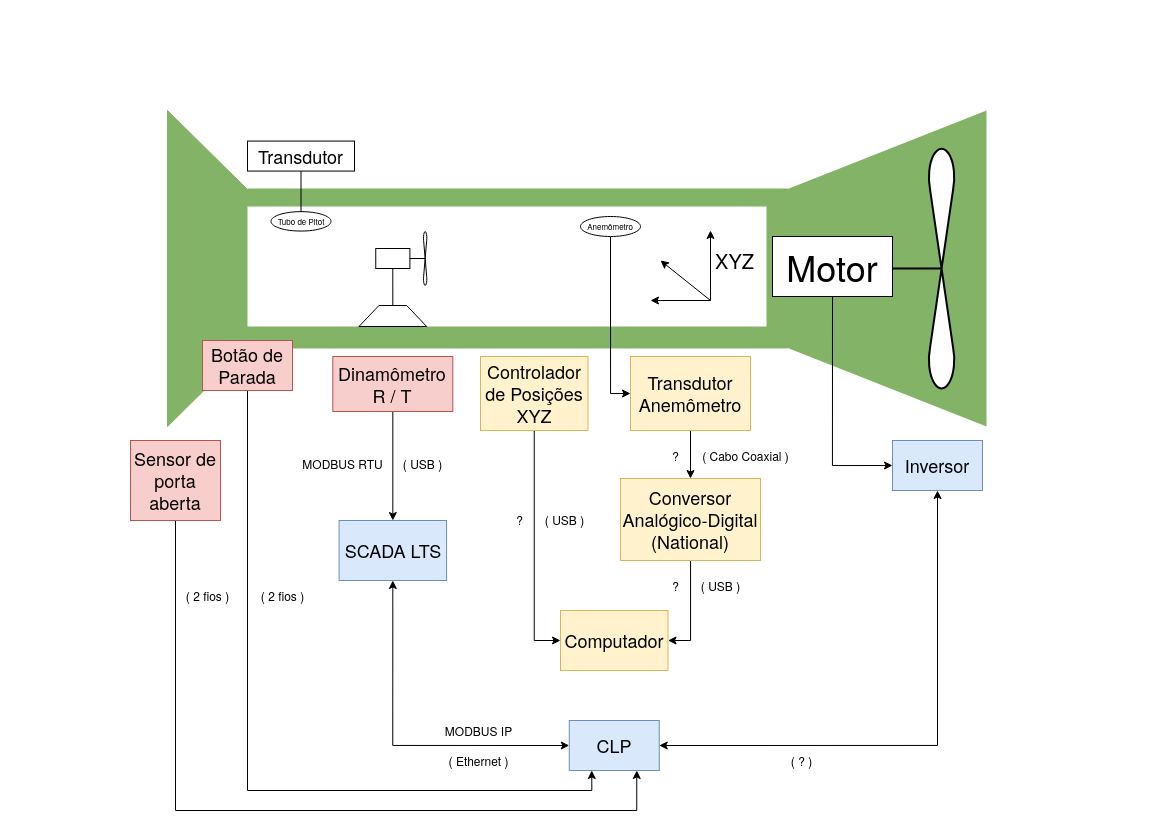 Transdutor
Tubo de Pitot
Anemômetro
XYZ
Motor
Botão de
Parada
Dinamômetro
R / T
Controlador
de Posições
XYZ
Transdutor
Anemômetro
Sensor de
porta
aberta
MODBUS RTU
( USB )
?
( Cabo Coaxial )
Inversor
SCADA LTS
?
( USB )
Conversor
Analógico-Digital
(National)
( 2 fios )
( 2 fios )
?
( USB )
Computador
MODBUS IP
( Ethernet )
CLP
( ? )